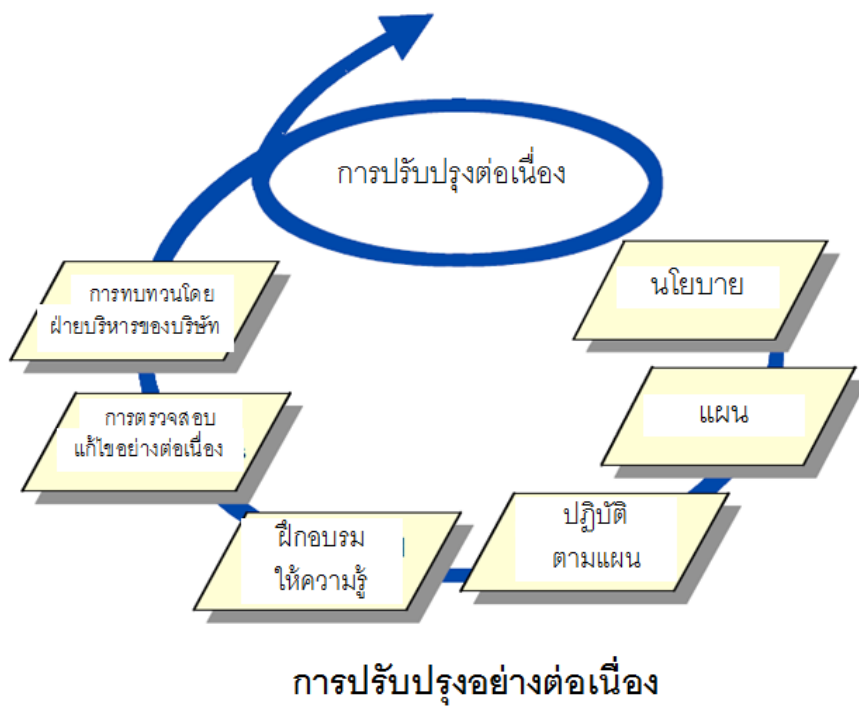 การปรับปรุงต่อเนื่อง
นโยบาย
แผน
ปฏิบัติ
ตามแผน
ฝึกอบรม
ให้ความรู้
การตรวจสอบ
แก้ไขอย่างต่อเนื่อง
การทบทวนโดย
ฝ่ายบริหารของบริษัท
การปรับปรุงอย่างต่อเนื่อง